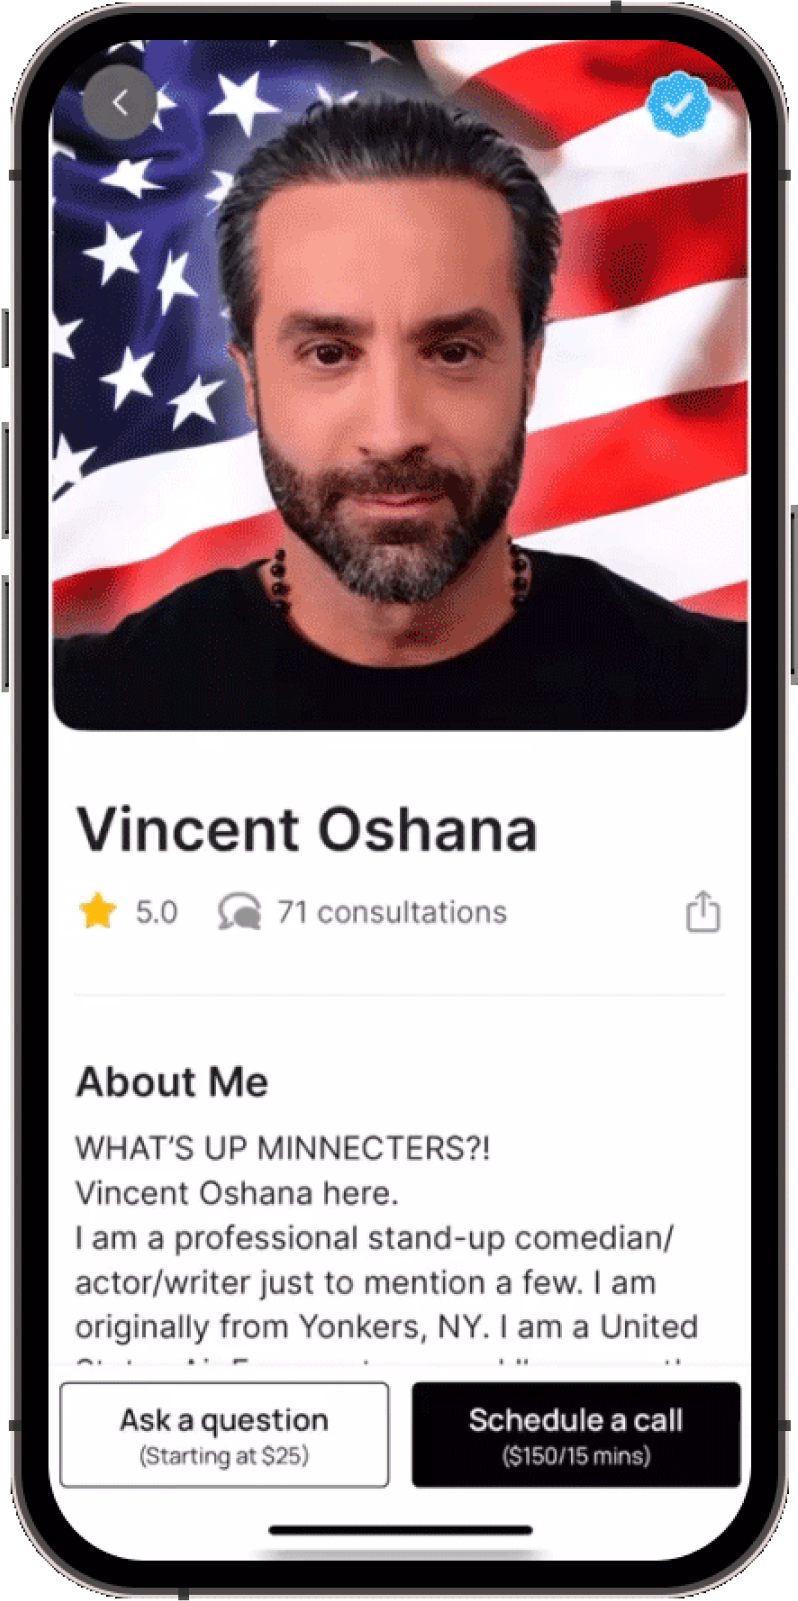 Vincent Oshana
5.0 71 consultations
About Me
WHAT'S UP MINNECTERS?!
Vincent Oshana here.
I am a professional stand-up comedian/
actor/writer just to mention a few. I am
originally from Yonkers, NY. I am a United
Ask a question
(Starting at $25)
Schedule a call
($150/15 mins)